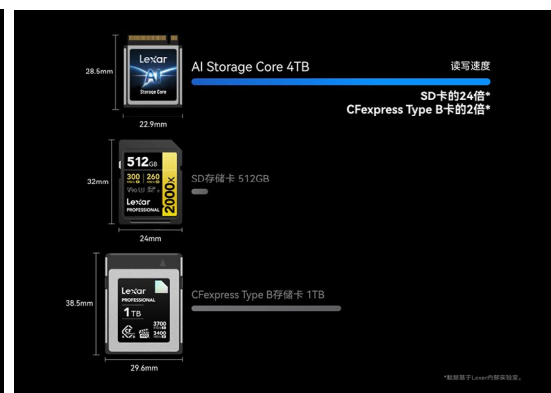 Lexar
AI
Storage Core
28.5mm
22.9mm
AI Storage Core 4TB
读写速度
SD卡的24倍*
CFexpress Type B卡的2倍*
512GB
300
260
V90
2000x
Lexar
PROFESSIONAL
32mm
24mm
SD存储卡 512GB
Lexar
PROFESSIONAL
1TB
3700
3400
38.5mm
29.6mm
CFexpress Type B存储卡 1TB
*数据基于Lexar内部实验室。